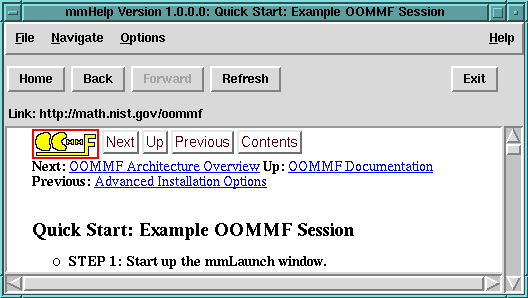 mmHelp Version 1.0.0.0: Quick Start: Example OOMMF Session
File Navigate Options Help
Home Back Forward Refresh Exit
Link: http://math.nist.gov/oommf
OOMMF Next Up Previous Contents
Next: OOMMF Architecture Overview Up: OOMMF Documentation
Previous: Advanced Installation Options
Quick Start: Example OOMMF Session
STEP 1: Start up the mmLaunch window.